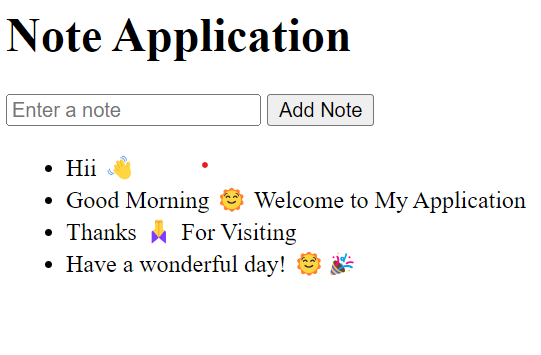 Note Application
Enter a note Add Note
Hii 👋
Good Morning 🌞 Welcome to My Application
Thanks 🙏 For Visiting
Have a wonderful day! 🌞 🎉